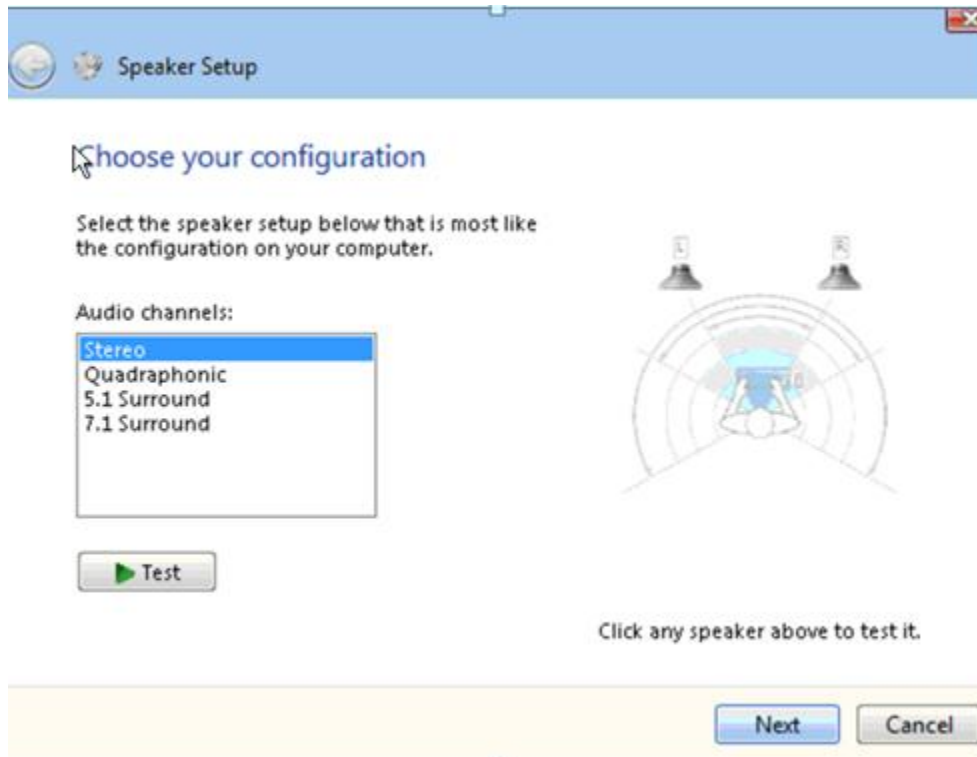 Speaker Setup
Choose your configuration
Select the speaker setup below that is most like
the configuration on your computer.
Audio channels:
Stereo
Quadraphonic
5.1 Surround
7.1 Surround
L
R
Test
Click any speaker above to test it.
Next
Cancel